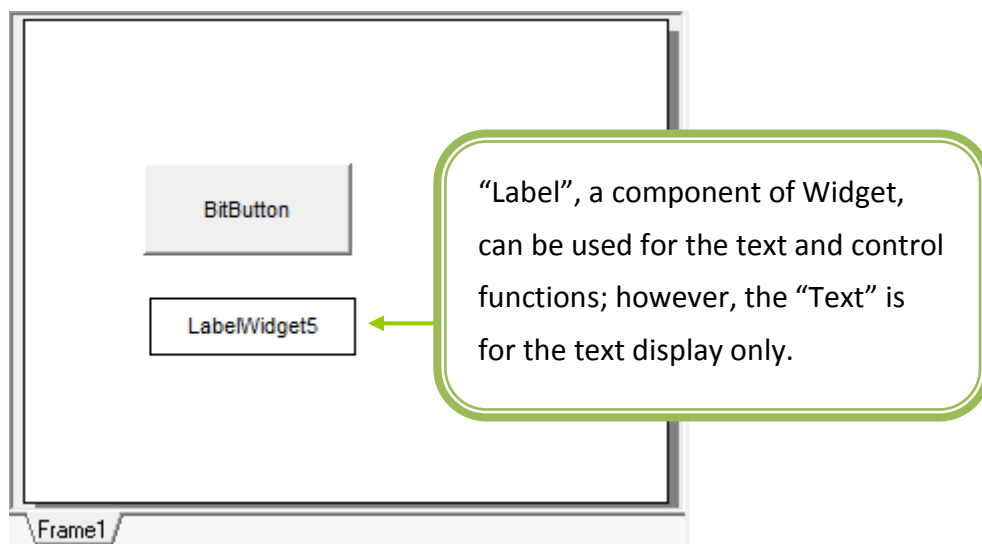 BitButton
LabelWidget5
“Label”, a component of Widget,
can be used for the text and control
functions; however, the “Text” is
for the text display only.
Frame1